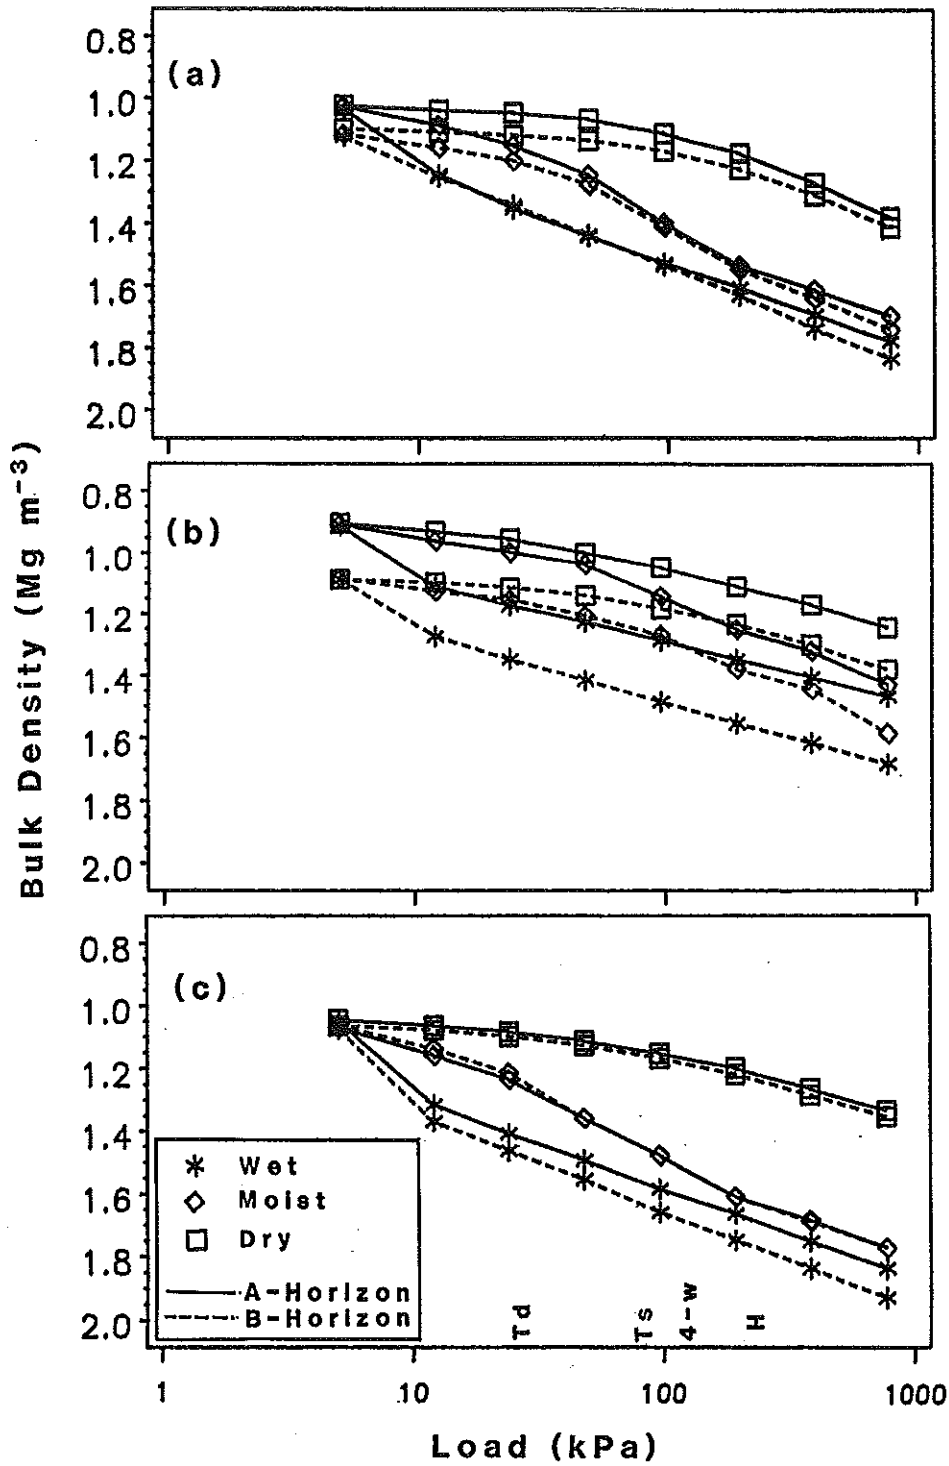 (a)
0.8
1.0
1.2
1.4
1.6
1.8
2.0
(b)
0.8
1.0
1.2
1.4
1.6
1.8
2.0
Bulk Density (Mg m⁻³)
(c)
0.8
1.0
1.2
1.4
1.6
1.8
2.0
Wet
Moist
Dry
A-Horizon
B-Horizon
Td
Ts
4-w
H
1 10 100 1000
Load (kPa)